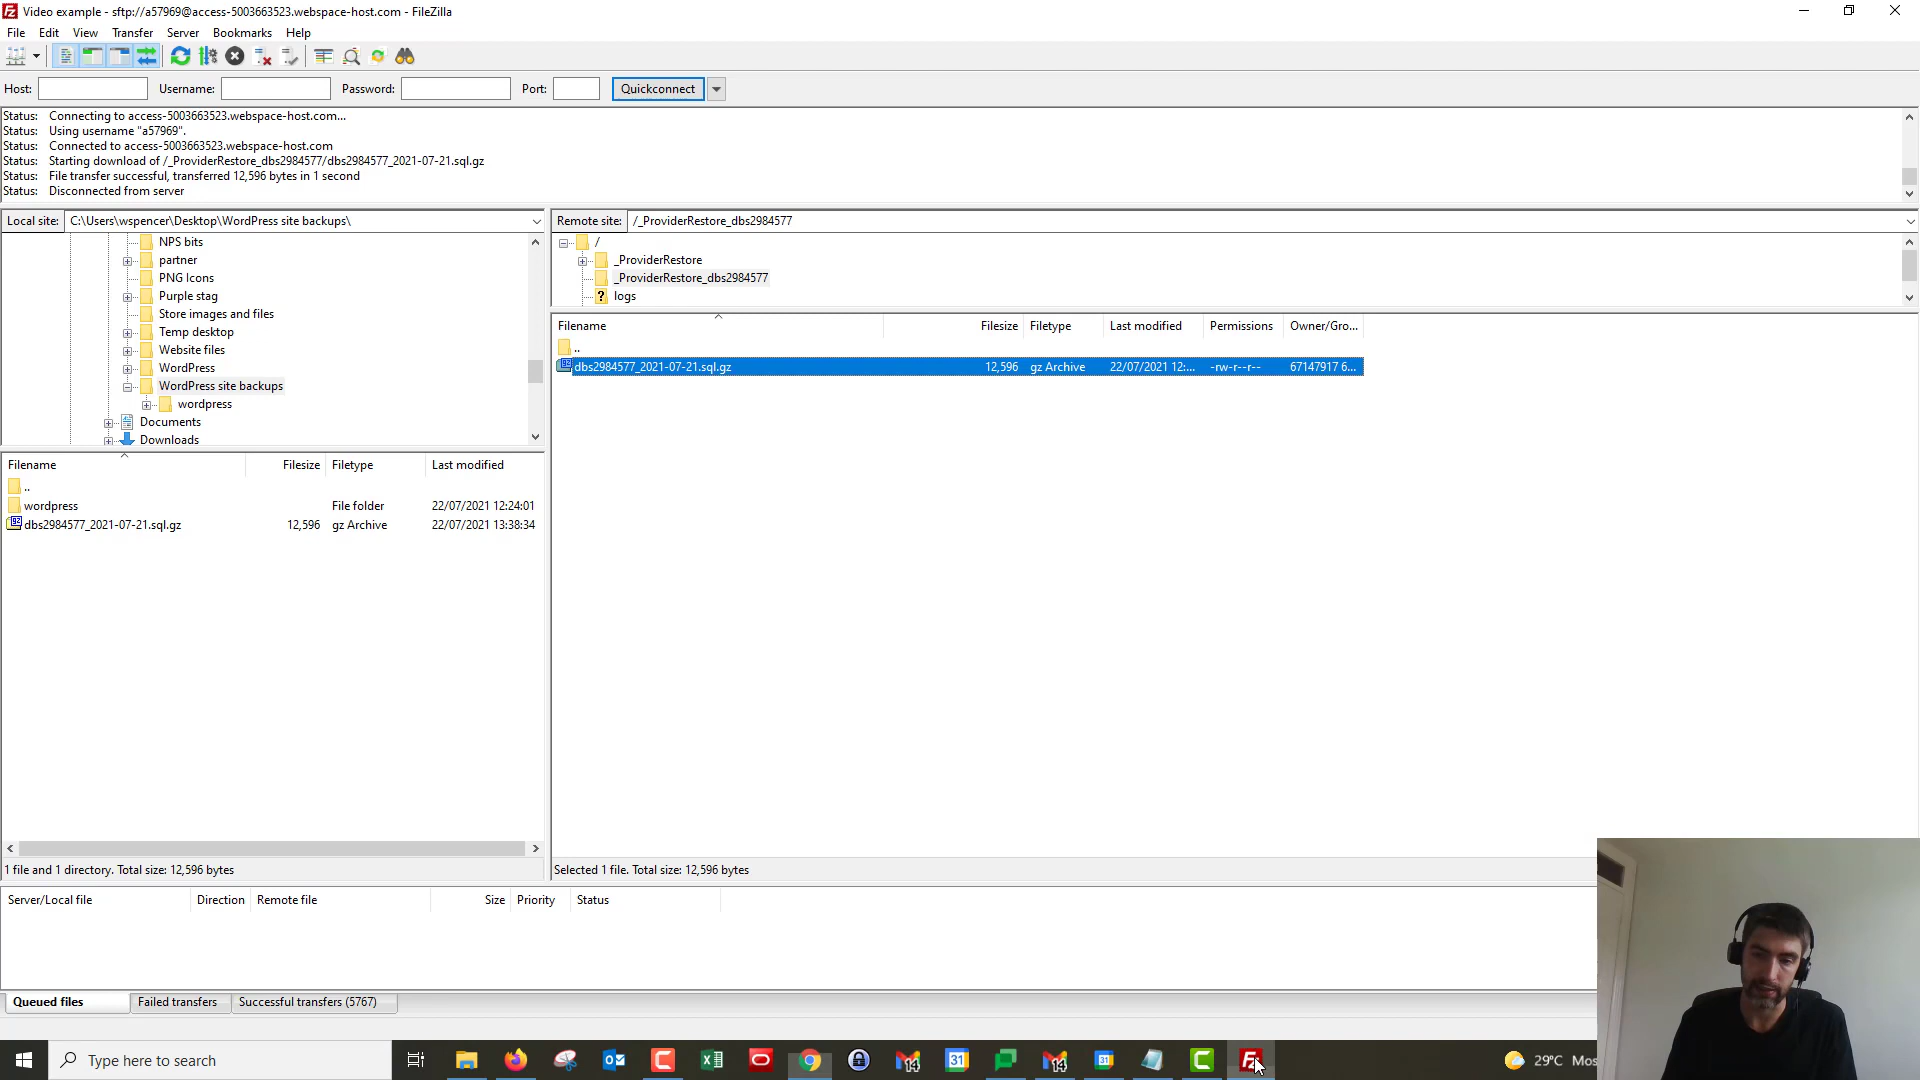 Video example - sftp://a57969@access-5003663523.webspace-host.com - FileZilla
File Edit View Transfer Server Bookmarks Help
Host: Username: Password: Port: Quickconnect
Status: Connecting to access-5003663523.webspace-host.com...
Status: Using username "a57969".
Status: Connected to access-5003663523.webspace-host.com
Status: Starting download of /_ProviderRestore_dbs2984577/dbs2984577_2021-07-21.sql.gz
Status: File transfer successful, transferred 12,596 bytes in 1 second
Status: Disconnected from server
Local site: C:\Users\wspencer\Desktop\WordPress site backups\
NPS bits
partner
PNG Icons
Purple stag
Store images and files
Temp desktop
Website files
WordPress
WordPress site backups
wordpress
Documents
Downloads
Filename Filesize Filetype Last modified
..
wordpress File folder 22/07/2021 12:24:01
dbs2984577_2021-07-21.sql.gz 12,596 gz Archive 22/07/2021 13:38:34
1 file and 1 directory. Total size: 12,596 bytes
Remote site: /_ProviderRestore_dbs2984577
/
_ProviderRestore
_ProviderRestore_dbs2984577
? logs
Filename Filesize Filetype Last modified Permissions Owner/Gro...
..
dbs2984577_2021-07-21.sql.gz 12,596 gz Archive 22/07/2021 12:... -rw-r--r-- 67147917 6...
Selected 1 file. Total size: 12,596 bytes
Server/Local file Direction Remote file Size Priority Status
Queued files Failed transfers Successful transfers (5767)
Type here to search
14 31 14 31
29°C Mos